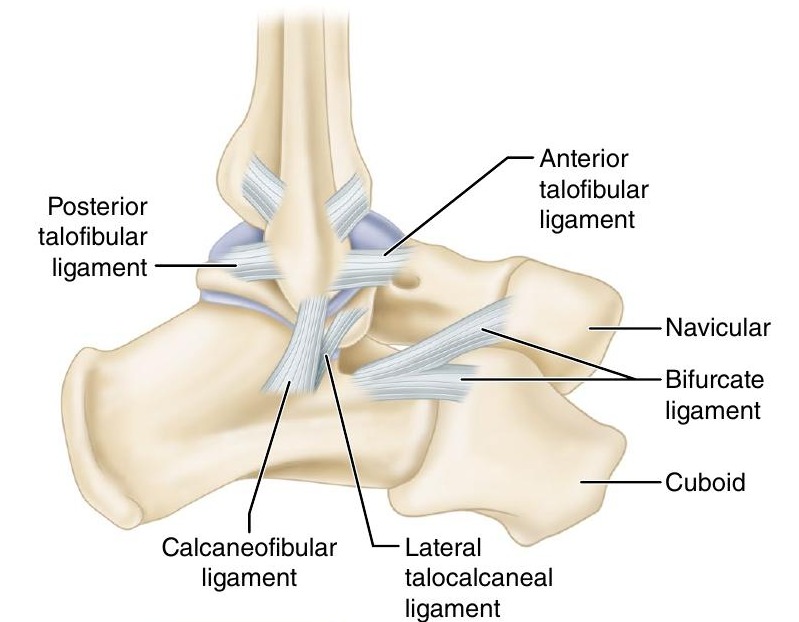 Anterior
talofibular
ligament
Posterior
talofibular
ligament
Navicular
Bifurcate
ligament
Cuboid
Calcaneofibular
ligament
Lateral
talocalcaneal
ligament